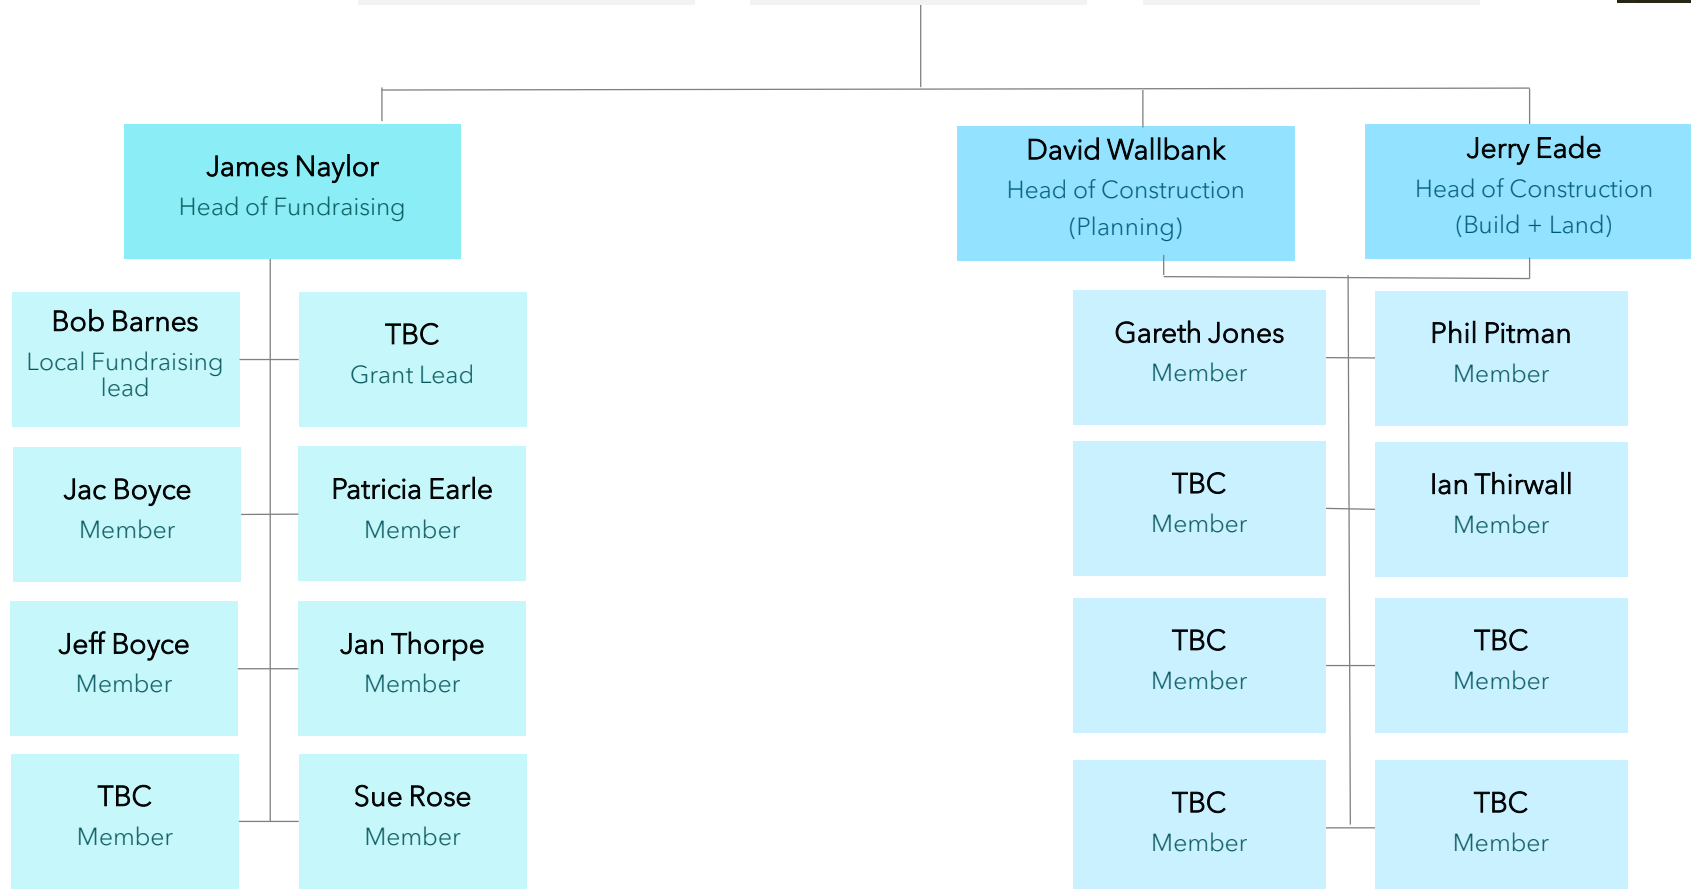 James Naylor
Head of Fundraising
David Wallbank
Head of Construction
(Planning)
Jerry Eade
Head of Construction
(Build + Land)
Bob Barnes
Local Fundraising
lead
TBC
Grant Lead
Gareth Jones
Member
Phil Pitman
Member
Jac Boyce
Member
Patricia Earle
Member
TBC
Member
Ian Thirwall
Member
Jeff Boyce
Member
Jan Thorpe
Member
TBC
Member
TBC
Member
TBC
Member
Sue Rose
Member
TBC
Member
TBC
Member